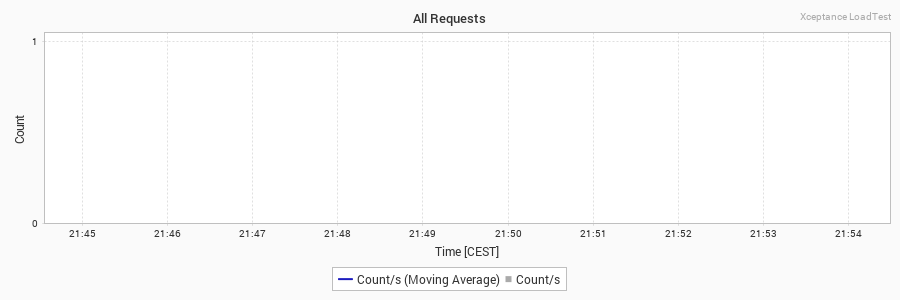 All Requests
Xceptance LoadTest
1
Count
0
21:45 21:46 21:47 21:48 21:49 21:50 21:51 21:52 21:53 21:54
Time [CEST]
Count/s (Moving Average) Count/s